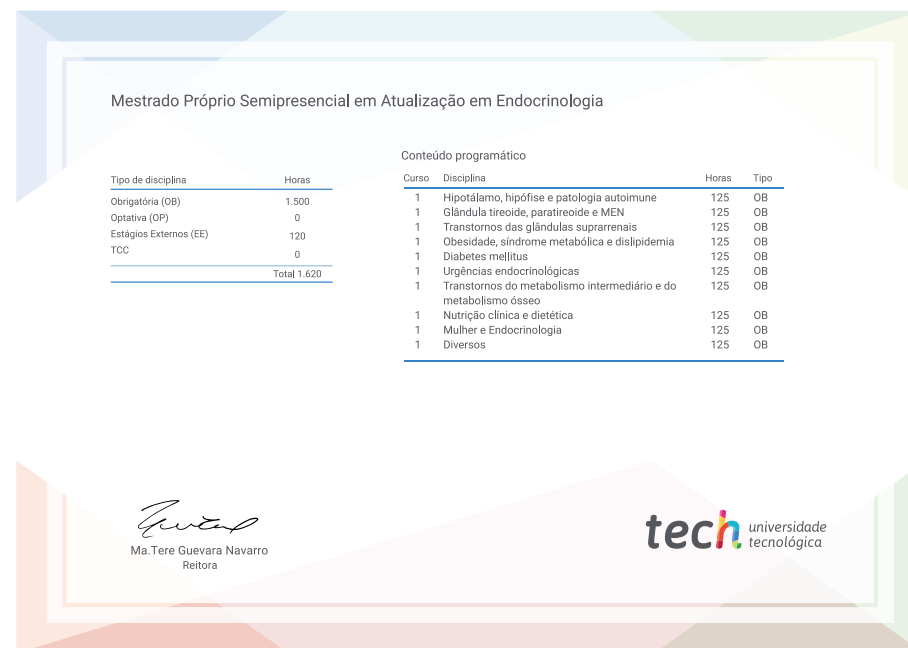 Mestrado Próprio Semipresencial em Atualização em Endocrinologia
Tipo de disciplina Horas
Obrigatória (OB) 1.500
Optativa (OP) 0
Estágios Externos (EE) 120
TCC 0
Total 1.620
Conteúdo programático
Curso Disciplina Horas Tipo
1 Hipotálamo, hipófise e patologia autoimune 125 OB
1 Glândula tireoide, paratireoide e MEN 125 OB
1 Transtornos das glândulas suprarrenais 125 OB
1 Obesidade, síndrome metabólica e dislipidemia 125 OB
1 Diabetes mellitus 125 OB
1 Urgências endocrinológicas 125 OB
1 Transtornos do metabolismo intermediário e do 125 OB
metabolismo ósseo
1 Nutrição clínica e dietética 125 OB
1 Mulher e Endocrinologia 125 OB
1 Diversos 125 OB
Ma.Tere Guevara Navarro
Reitora
tech universidade
tecnológica